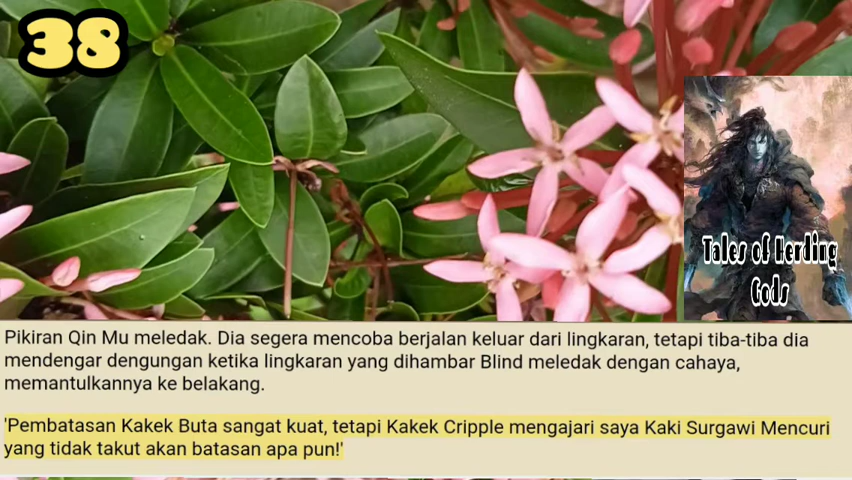 38
Tales of Herding
Gods
Pikiran Qin Mu meledak. Dia segera mencoba berjalan keluar dari lingkaran, tetapi tiba-tiba dia
mendengar dengungan ketika lingkaran yang dihambar Blind meledak dengan cahaya,
memantulkannya ke belakang.
'Pembatasan Kakek Buta sangat kuat, tetapi Kakek Cripple mengajari saya Kaki Surgawi Mencuri
yang tidak takut akan batasan apa pun!'